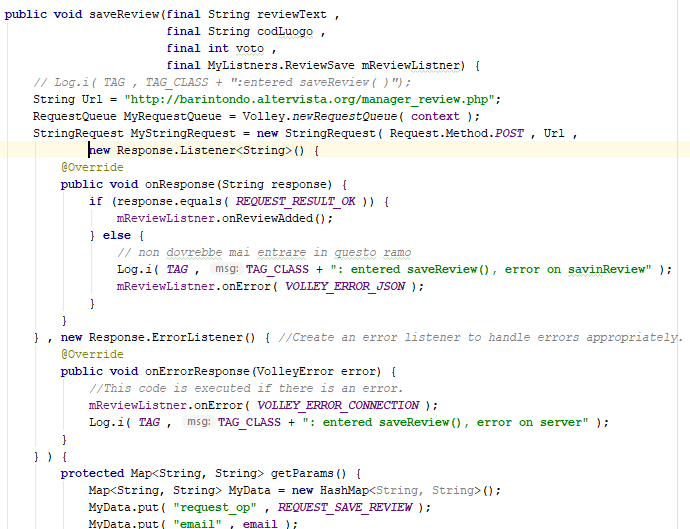 public void saveReview(final String reviewText ,
final String codLuogo ,
final int voto ,
final MyListners.ReviewSave mReviewListner) {
// Log.i( TAG , TAG_CLASS + ":entered saveReview( )");
String Url = "http://barintondo.altervista.org/manager_review.php";
RequestQueue MyRequestQueue = Volley.newRequestQueue( context );
StringRequest MyStringRequest = new StringRequest( Request.Method.POST , Url ,
new Response.Listener<String>() {
@Override
public void onResponse(String response) {
if (response.equals( REQUEST_RESULT_OK )) {
mReviewListner.onReviewAdded();
} else {
// non dovrebbe mai entrare in questo ramo
Log.i( TAG , msg: TAG_CLASS + ": entered saveReview(), error on savinReview" );
mReviewListner.onError( VOLLEY_ERROR_JSON );
}
}
} , new Response.ErrorListener() { //Create an error listener to handle errors appropriately.
@Override
public void onErrorResponse(VolleyError error) {
//This code is executed if there is an error.
mReviewListner.onError( VOLLEY_ERROR_CONNECTION );
Log.i( TAG , msg: TAG_CLASS + ": entered saveReview(), error on server" );
}
} ) {
protected Map<String, String> getParams() {
Map<String, String> MyData = new HashMap<String, String>();
MyData.put( "request_op" , REQUEST_SAVE_REVIEW );
MyData.put( "email" , email );